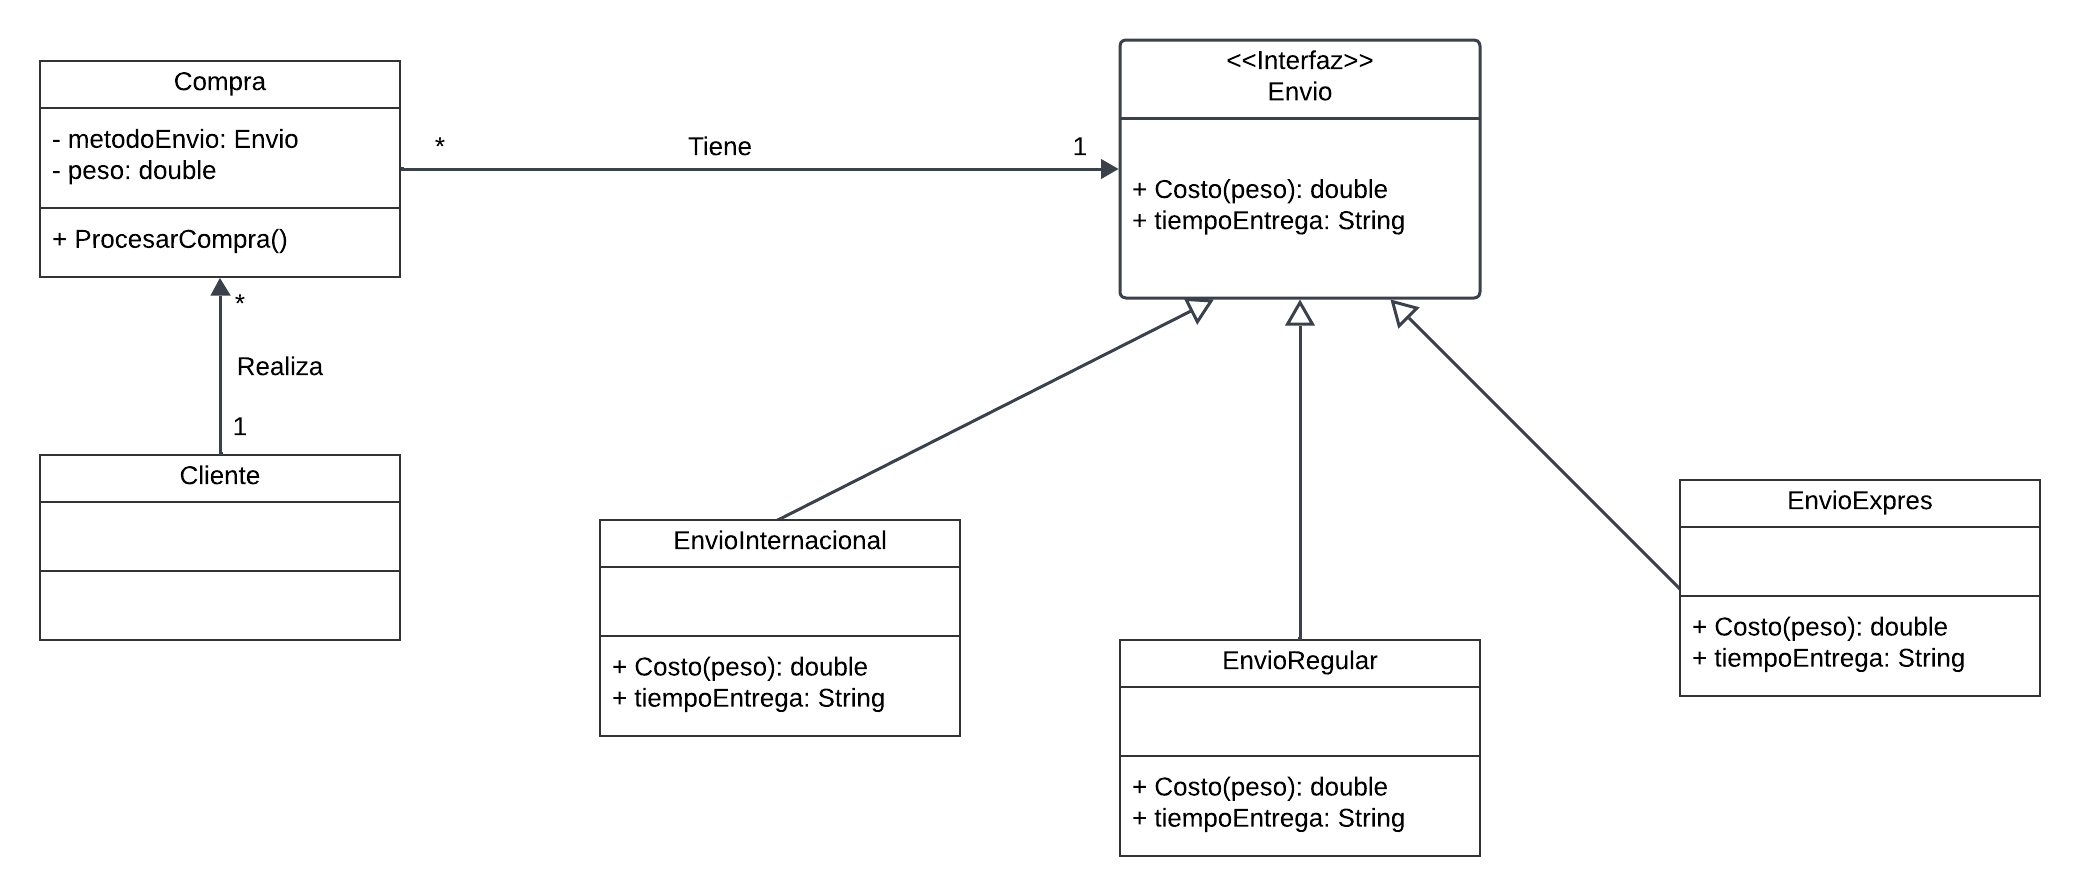 Compra
- metodoEnvio: Envio
- peso: double
+ ProcesarCompra()
*
Tiene
1
<<Interfaz>>
Envio
+ Costo(peso): double
+ tiempoEntrega: String
*
Realiza
1
Cliente
EnvioInternacional
+ Costo(peso): double
+ tiempoEntrega: String
EnvioRegular
+ Costo(peso): double
+ tiempoEntrega: String
EnvioExpres
+ Costo(peso): double
+ tiempoEntrega: String